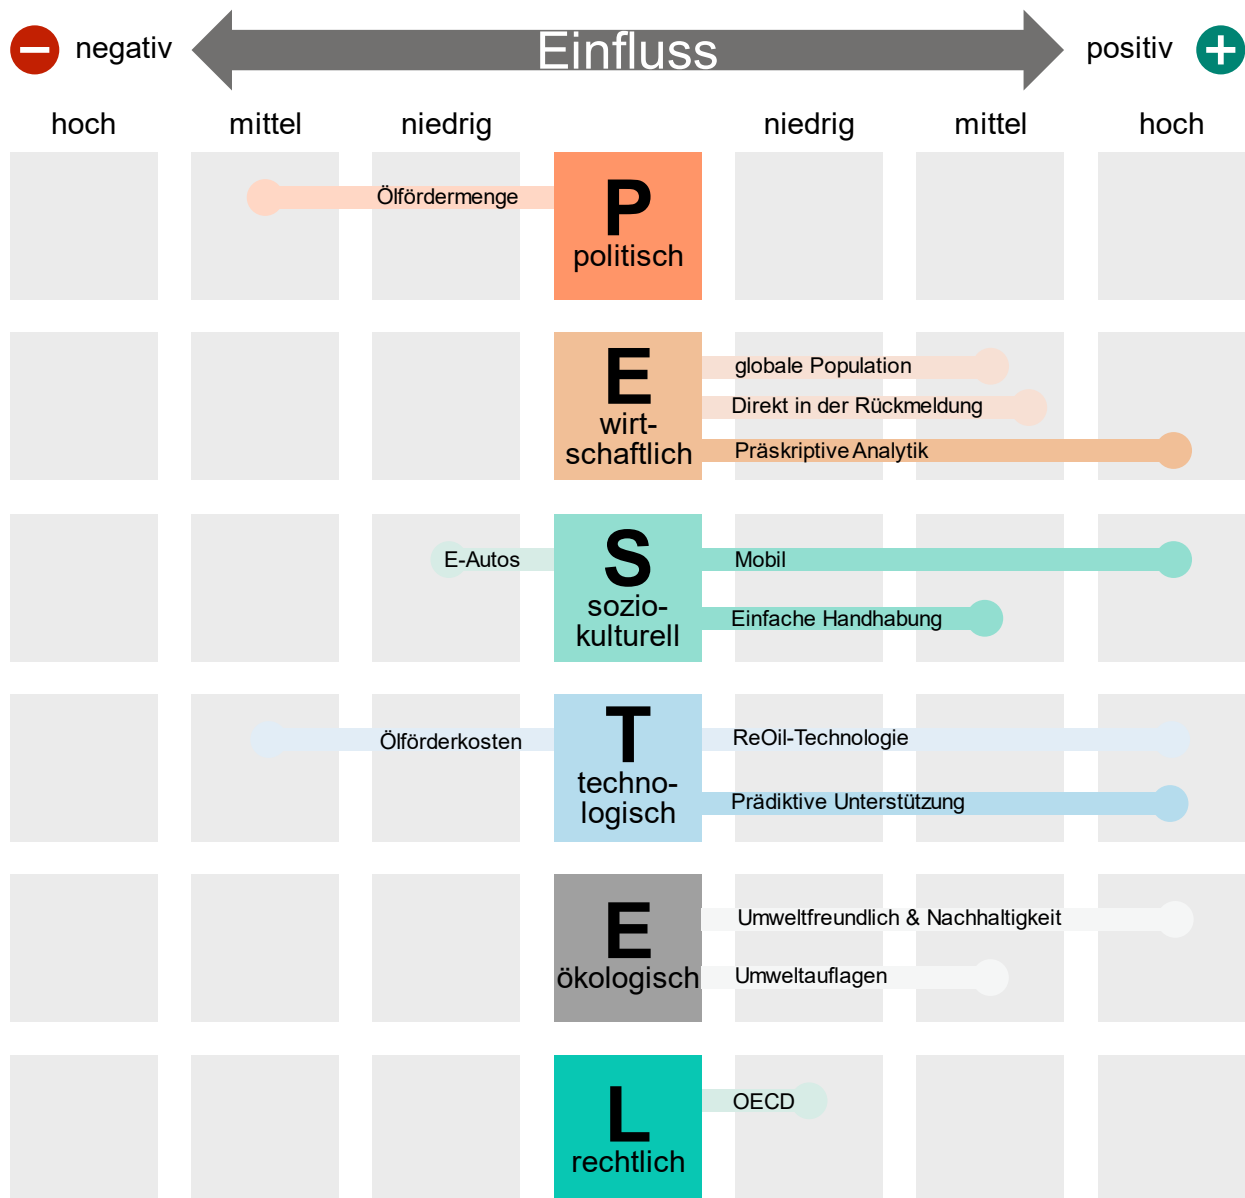 negativ
Einfluss
positiv
hoch
mittel
niedrig
niedrig
mittel
hoch
Ölfördermenge
P
politisch
E
wirt-
schaftlich
globale Population
Direkt in der Rückmeldung
Präskriptive Analytik
E-Autos
S
sozio-
kulturell
Mobil
Einfache Handhabung
Ölförderkosten
T
techno-
logisch
ReOil-Technologie
Prädiktive Unterstützung
E
ökologisch
Umweltfreundlich & Nachhaltigkeit
Umweltauflagen
L
rechtlich
OECD